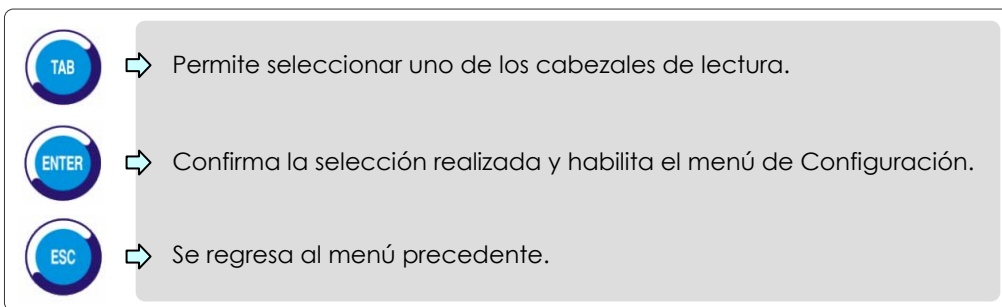 TAB Permite seleccionar uno de los cabezales de lectura.
ENTER Confirma la selección realizada y habilita el menú de Configuración.
ESC Se regresa al menú precedente.